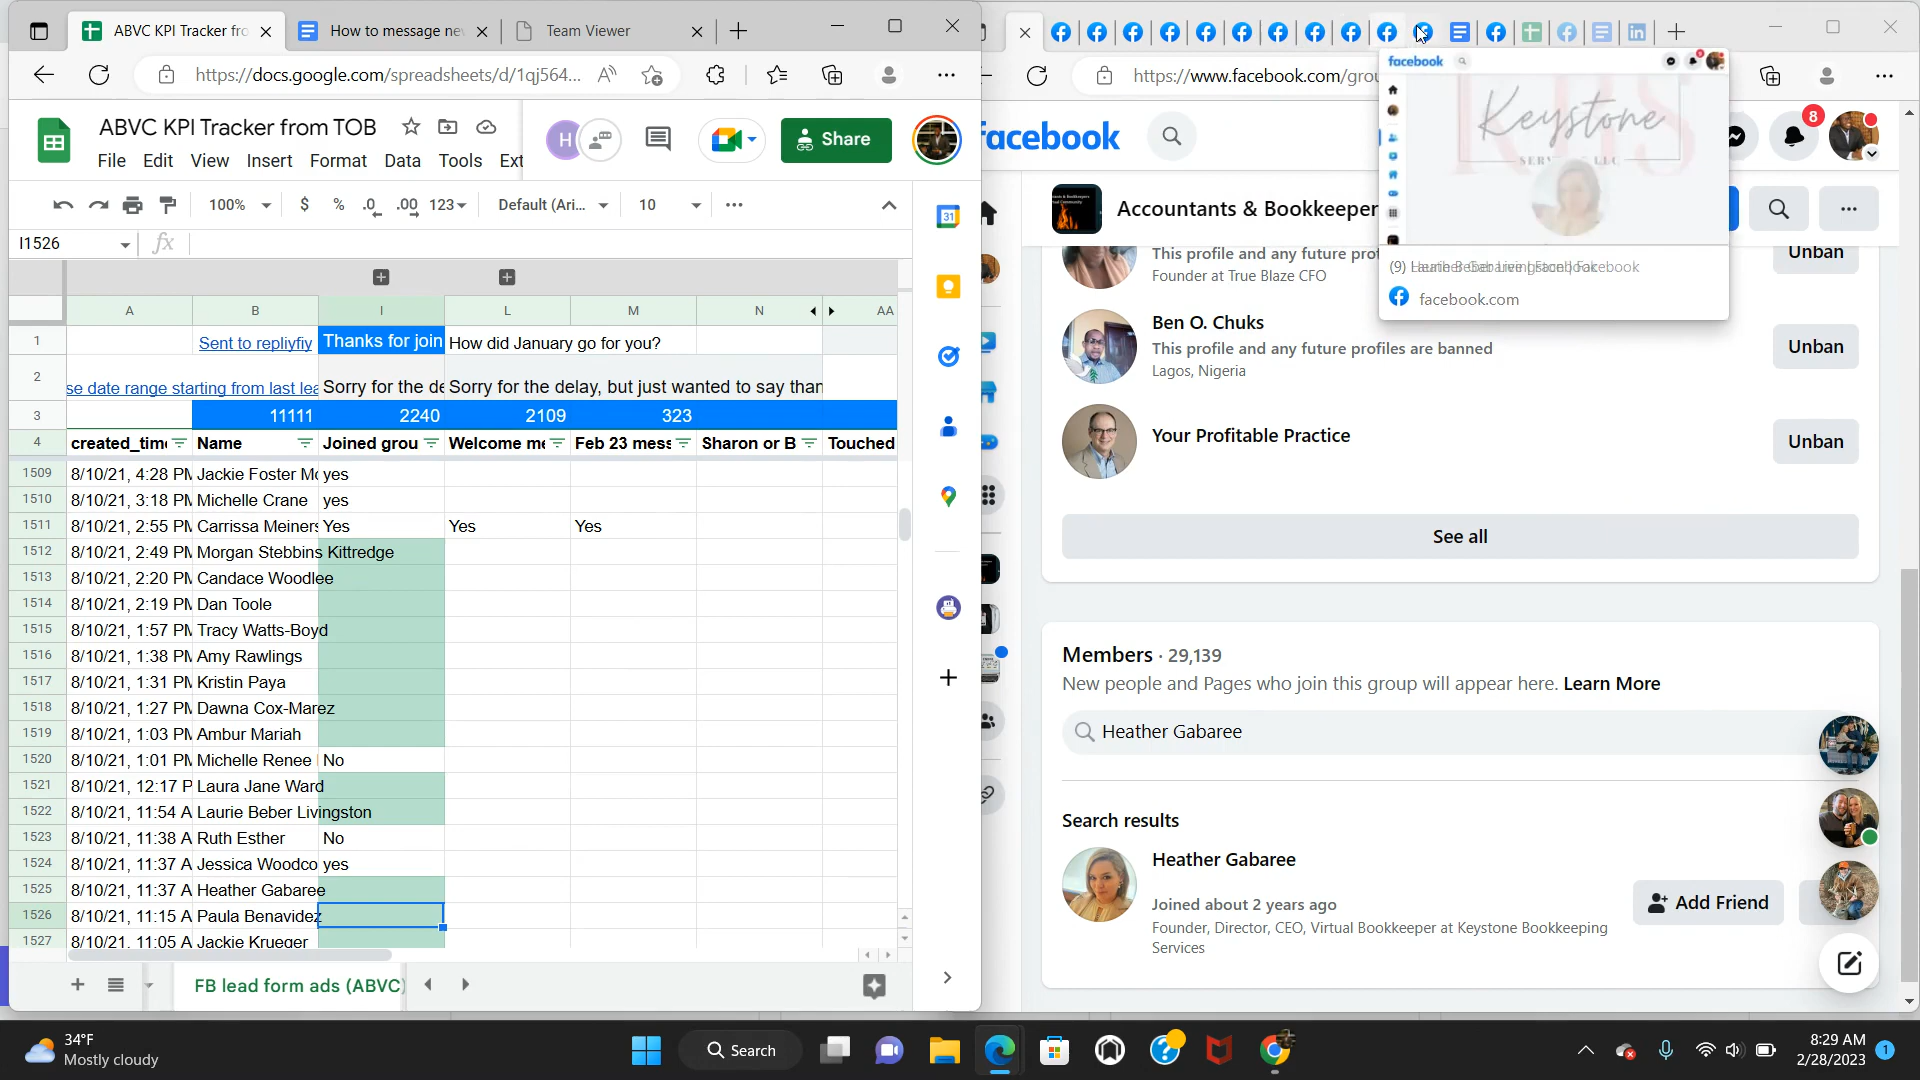 ABVC KPI Tracker fro
How to message ne
Team Viewer
https://docs.google.com/spreadsheets/d/1qj564...
https://www.facebook.com/grou
ABVC KPI Tracker from TOB
File Edit View Insert Format Data Tools Ext
H
Share
100%
$ % .0 .00 123
Default (Ari...
10
I1526
fx
A B I L M N AA
1 Sent to replyfiy Thanks for join How did January go for you?
2 se date range starting from last lea Sorry for the de Sorry for the delay, but just wanted to say than
3 11111 2240 2109 323
4 created_time Name Joined grou Welcome me Feb 23 mess Sharon or B Touched
1509 8/10/21, 4:28 PM Jackie Foster Mc yes
1510 8/10/21, 3:18 PM Michelle Crane yes
1511 8/10/21, 2:55 PM Carrissa Meiners Yes Yes Yes
1512 8/10/21, 2:49 PM Morgan Stebbins Kittredge
1513 8/10/21, 2:20 PM Candace Woodlee
1514 8/10/21, 2:19 PM Dan Toole
1515 8/10/21, 1:57 PM Tracy Watts-Boyd
1516 8/10/21, 1:38 PM Amy Rawlings
1517 8/10/21, 1:31 PM Kristin Paya
1518 8/10/21, 1:27 PM Dawna Cox-Marez
1519 8/10/21, 1:03 PM Ambur Mariah
1520 8/10/21, 1:01 PM Michelle Renee No
1521 8/10/21, 12:17 P Laura Jane Ward
1522 8/10/21, 11:54 A Laurie Beber Livingston
1523 8/10/21, 11:38 A Ruth Esther No
1524 8/10/21, 11:37 A Jessica Woodco yes
1525 8/10/21, 11:37 A Heather Gabaree
1526 8/10/21, 11:15 A Paula Benavidez
1527 8/10/21, 11:05 A Jackie Krueger
FB lead form ads (ABVC)
31
facebook
8
Accountants & Bookkeeper
This profile and any future prof
Founder at True Blaze CFO
Unban
Ben O. Chuks
This profile and any future profiles are banned
Lagos, Nigeria
Unban
Your Profitable Practice
Unban
See all
Members · 29,139
New people and Pages who join this group will appear here. Learn More
Heather Gabaree
Search results
Heather Gabaree
Joined about 2 years ago
Founder, Director, CEO, Virtual Bookkeeper at Keystone Bookkeeping
Services
Add Friend
facebook
Keystone
facebook.com
34°F
Mostly cloudy
Search
8:29 AM
2/28/2023
1